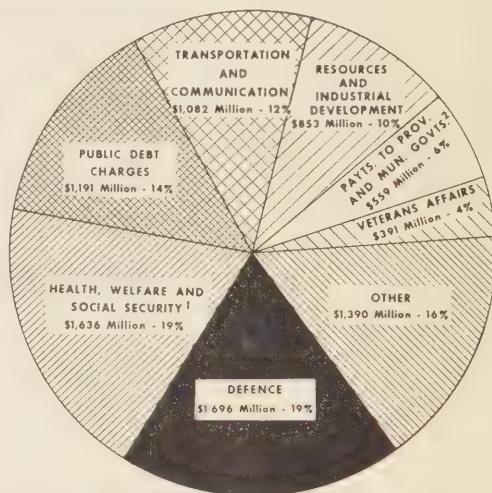 TRANSPORTATION
AND
COMMUNICATION
$1,082 Million - 12%
RESOURCES
AND
INDUSTRIAL
DEVELOPMENT
$853 Million - 10%
PAYTS. TO PROV.
AND MUN. GOVTS.²
$559 Million - 6%
VETERANS AFFAIRS
$391 Million - 4%
OTHER
$1,390 Million - 16%
DEFENCE
$1 696 Million - 19%
HEALTH, WELFARE AND
SOCIAL SECURITY¹
$1,636 Million - 19%
PUBLIC DEBT
CHARGES
$1,191 Million - 14%